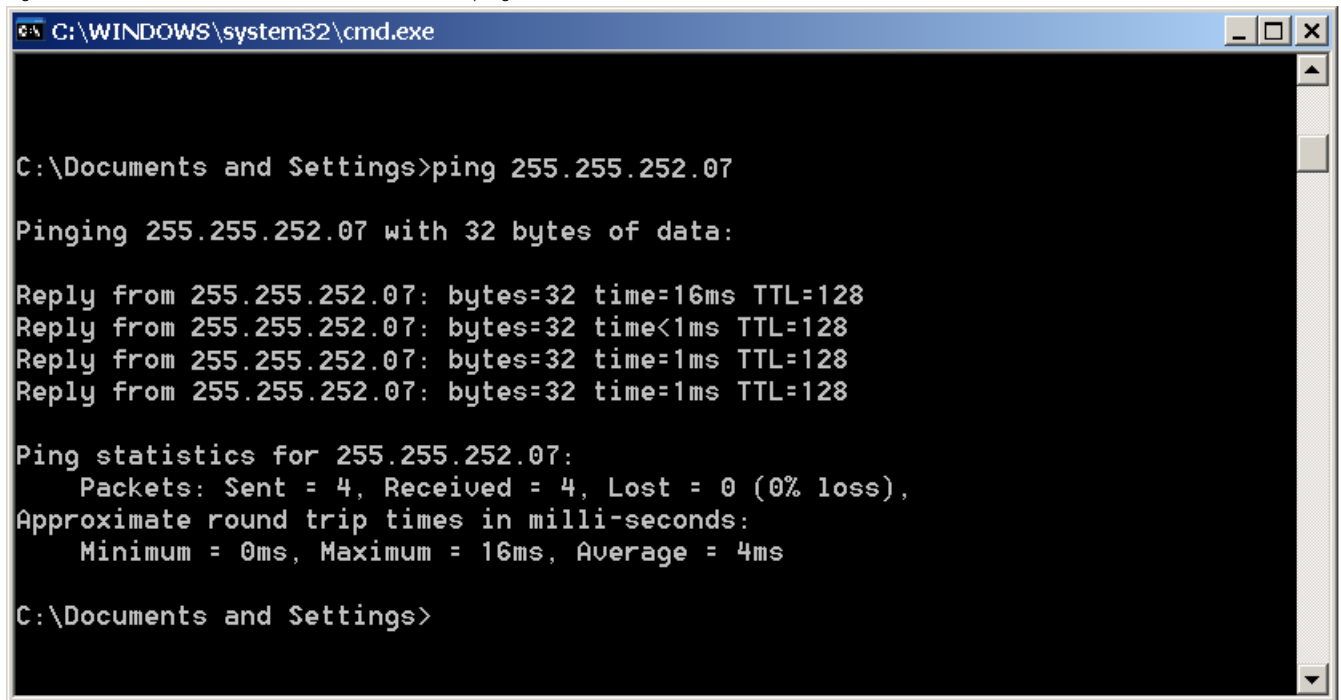 C:\WINDOWS\system32\cmd.exe
C:\Documents and Settings>ping 255.255.252.07
Pinging 255.255.252.07 with 32 bytes of data:
Reply from 255.255.252.07: bytes=32 time=16ms TTL=128
Reply from 255.255.252.07: bytes=32 time<1ms TTL=128
Reply from 255.255.252.07: bytes=32 time=1ms TTL=128
Reply from 255.255.252.07: bytes=32 time=1ms TTL=128
Ping statistics for 255.255.252.07:
Packets: Sent = 4, Received = 4, Lost = 0 (0% loss),
Approximate round trip times in milli-seconds:
Minimum = 0ms, Maximum = 16ms, Average = 4ms
C:\Documents and Settings>